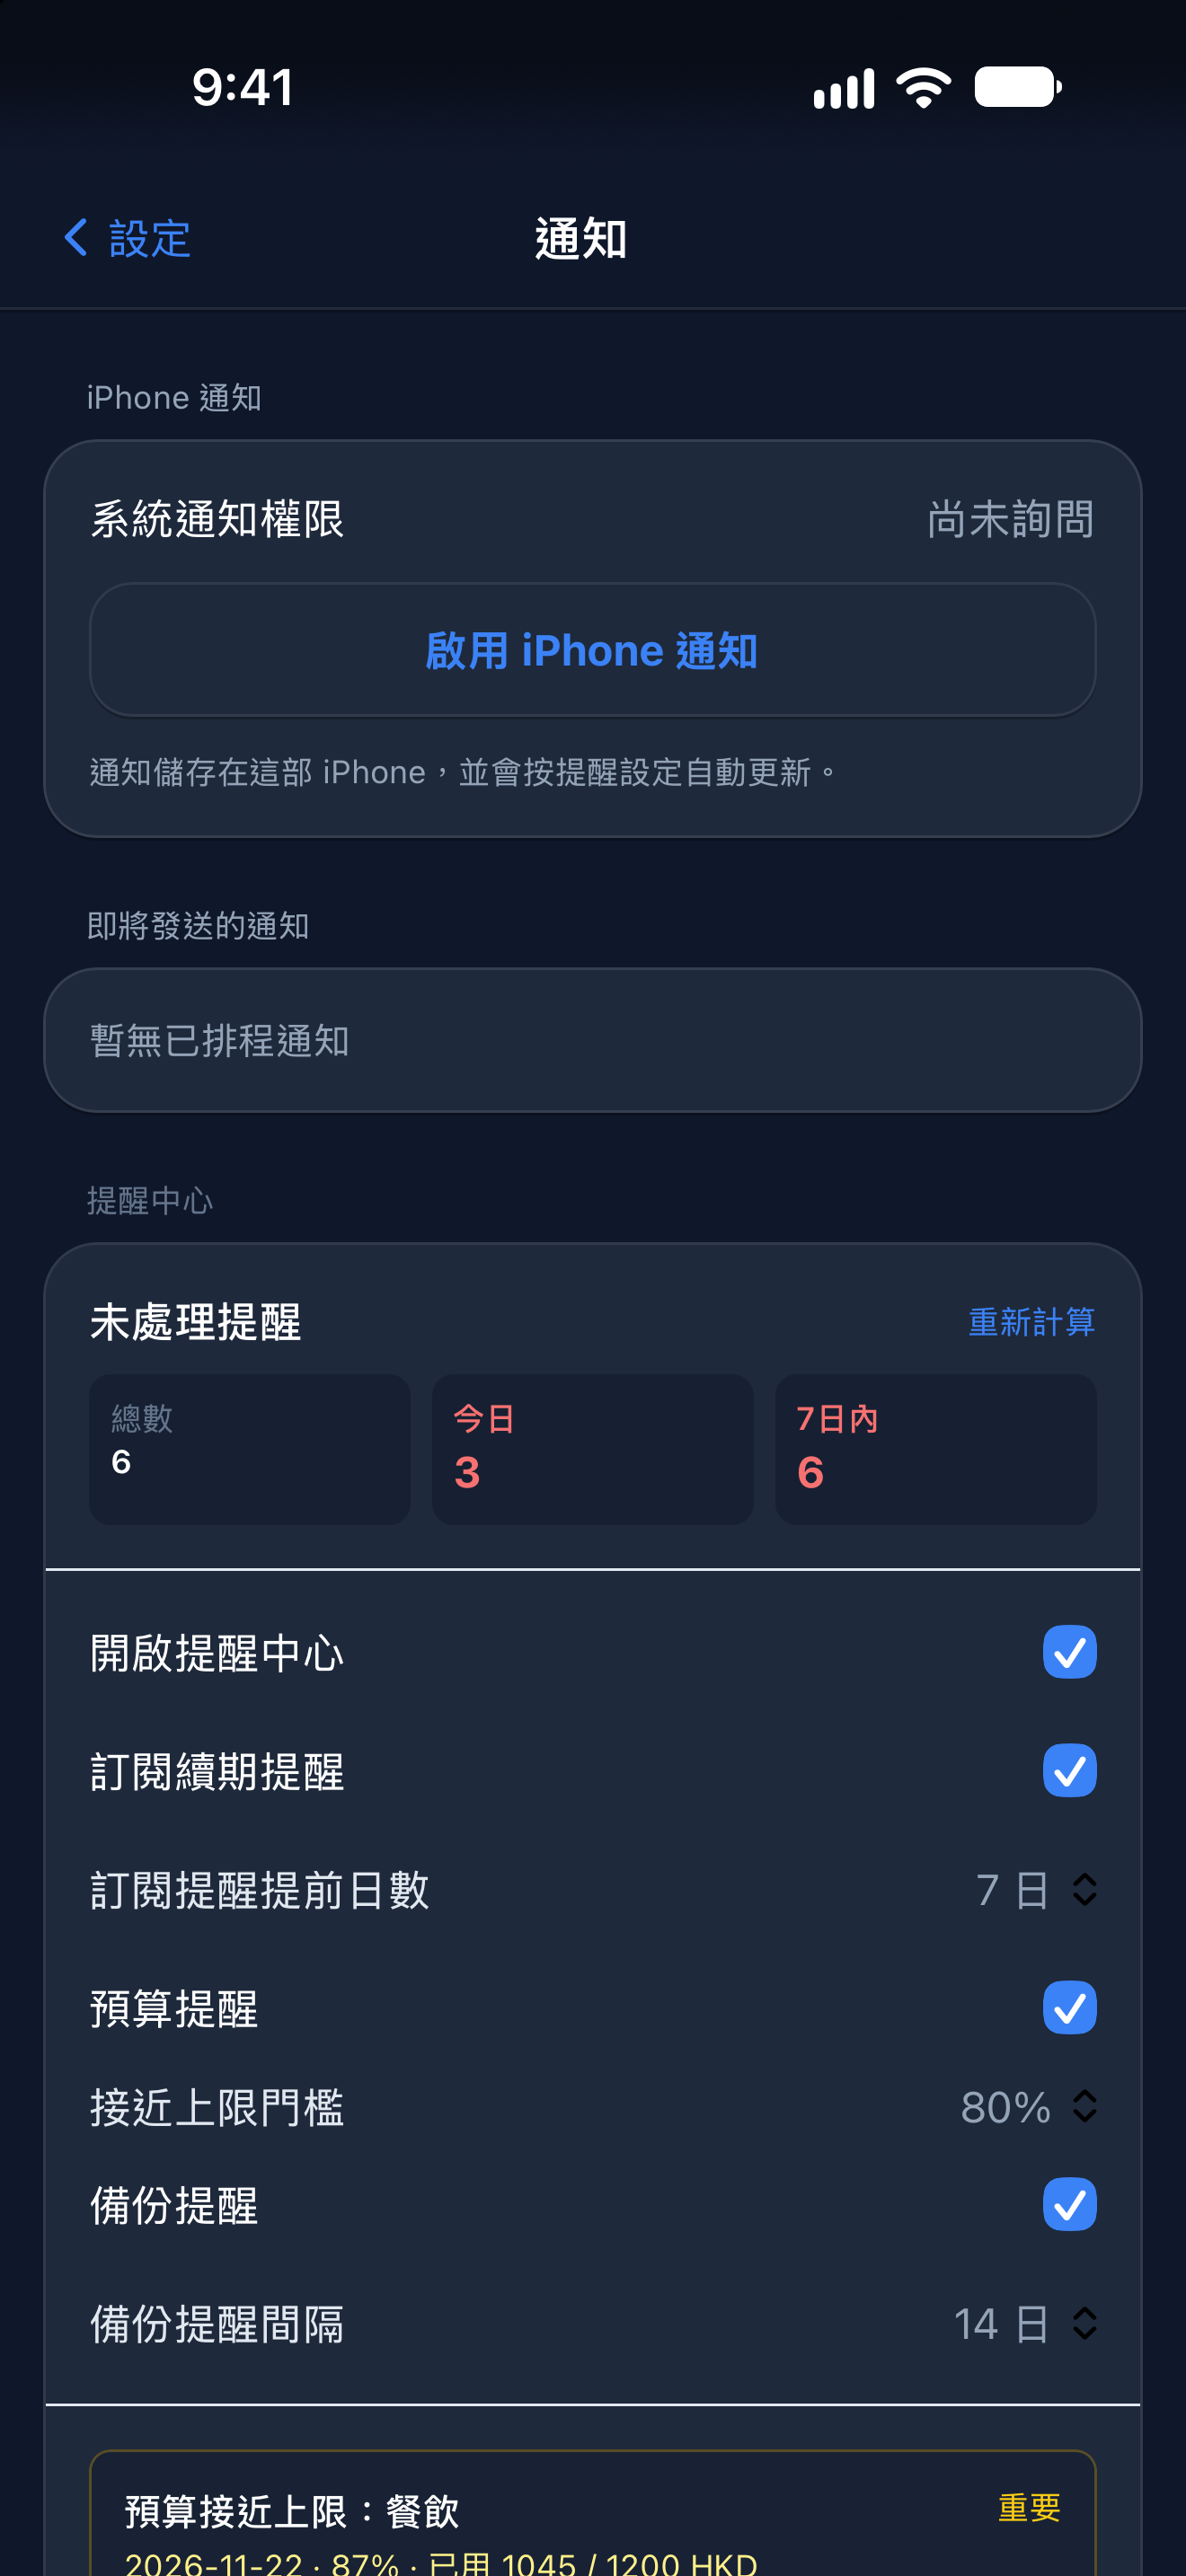 9:41
設定
通知
iPhone 通知
系統通知權限 尚未詢問
啟用 iPhone 通知
通知儲存在這部 iPhone，並會按提醒設定自動更新。
即將發送的通知
暫無已排程通知
提醒中心
未處理提醒 重新計算
總數 今日 7日內
6 3 6
開啟提醒中心
訂閱續期提醒
訂閱提醒提前日數 7 日
預算提醒
接近上限門檻 80%
備份提醒
備份提醒間隔 14 日
預算接近上限：餐飲 重要
2026-11-22 · 87% · 已用 1045 / 1200 HKD